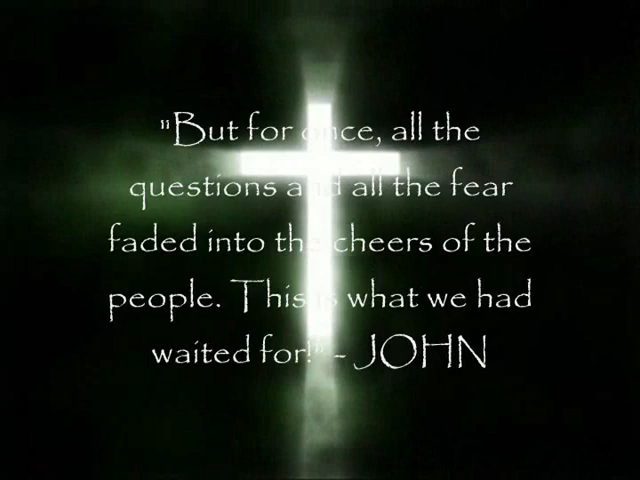 "But for once, all the
questions and all the fear
faded into the cheers of the
people. This is what we had
waited for!" - JOHN